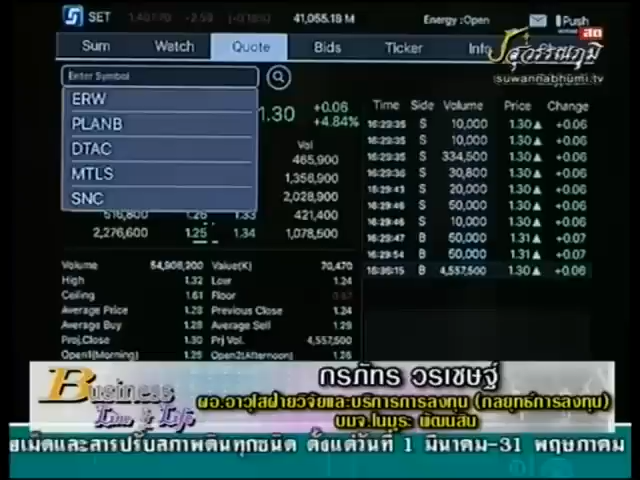 SET 41,055.18 M Energy :Open Push
Sum Watch Quote Bids Ticker Info
สด
สุวรรณภูมิ
suwannabhumi.tv
Enter Symbol
ERW
PLANB
DTAC
MTLS
SNC
1.30 +0.06
+4.84%
Vol
465,900
1,358,900
2,028,900
516,800 1.26 1.33 421,400
2,276,600 1.25 1.34 1,078,500
Time Side Volume Price Change
16:29:35 S 10,000 1.30▲ +0.06
16:29:35 S 10,000 1.30▲ +0.06
16:29:35 S 334,500 1.30▲ +0.06
16:29:36 S 30,800 1.30▲ +0.06
16:29:43 S 20,000 1.30▲ +0.06
16:29:46 S 50,000 1.30▲ +0.06
16:29:46 S 10,000 1.30▲ +0.06
16:29:47 B 50,000 1.31▲ +0.07
16:29:54 B 50,000 1.31▲ +0.07
16:36:15 B 4,557,500 1.30▲ +0.06
Volume 54,908,200 Value(K) 70,470
High 1.32 Low 1.24
Ceiling 1.61 Floor
Average Price 1.28 Previous Close 1.24
Average Buy 1.28 Average Sell 1.29
Proj.Close 1.30 Prj Vol. 4,557,500
Open1(Morning) 1.25 Open2(Afternoon) 1.26
Business
Line & Life
กรภัทร วรเชษฐ์
ผอ.อาวุโสฝ่ายวิจัยและบริการการลงทุน (กลยุทธ์การลงทุน)
บมจ.โนมูระ พัฒนสิน
ยเม็ดและสารปรับสภาพดินทุกชนิด ตั้งแต่วันที่ 1 มีนาคม-31 พฤษภาคม